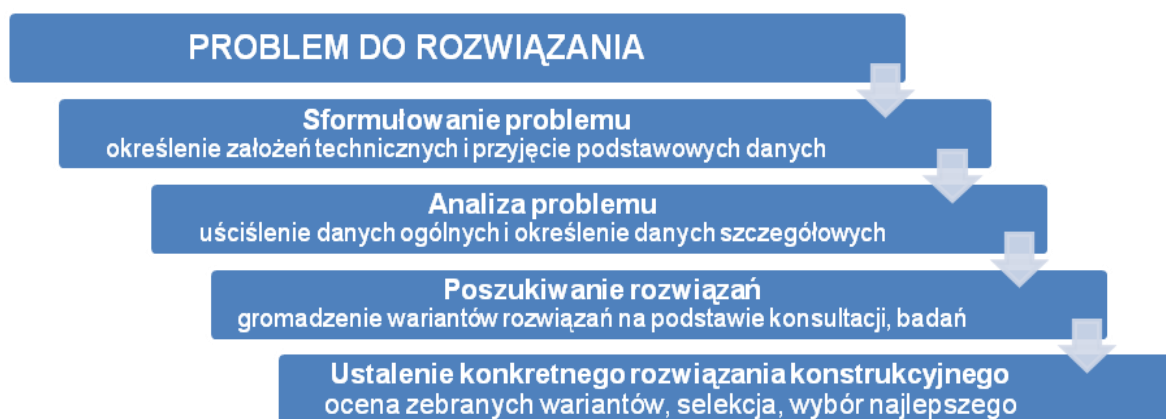 PROBLEM DO ROZWIĄZANIA
Sformułowanie problemu
określenie założeń technicznych i przyjęcie podstawowych danych
Analiza problemu
uściślenie danych ogólnych i określenie danych szczegółowych
Poszukiwanie rozwiązań
gromadzenie wariantów rozwiązań na podstawie konsultacji, badań
Ustalenie konkretnego rozwiązania konstrukcyjnego
ocena zebranych wariantów, selekcja, wybór najlepszego